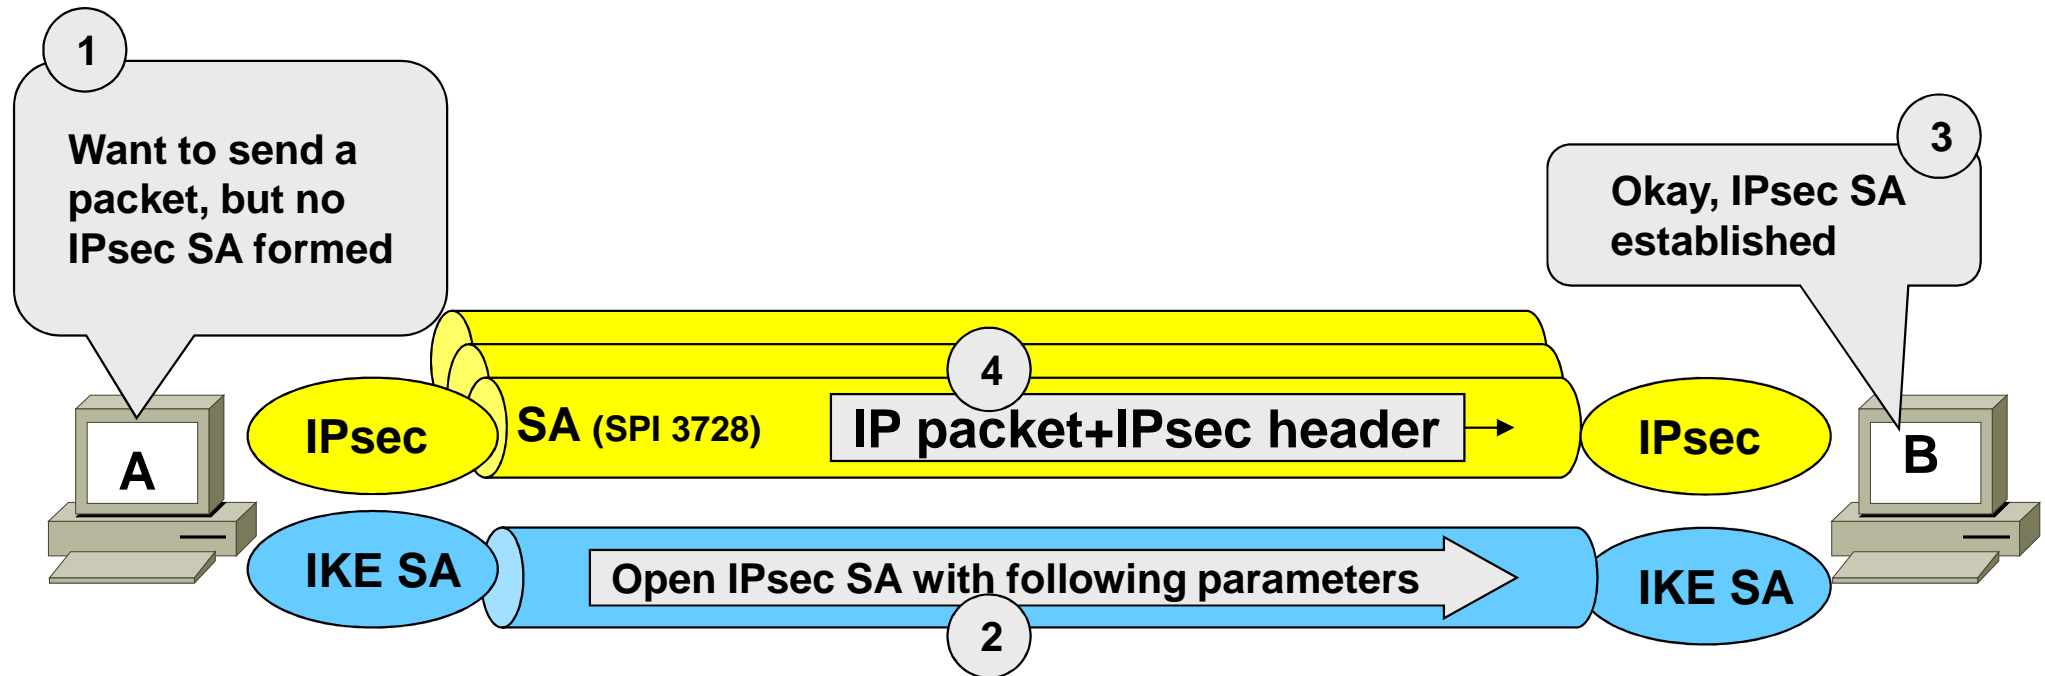 1
Want to send a
packet, but no
IPsec SA formed
3
Okay, IPsec SA
established
4
A
IPsec
SA (SPI 3728)
IP packet+IPsec header
IPsec
B
IKE SA
Open IPsec SA with following parameters
IKE SA
2